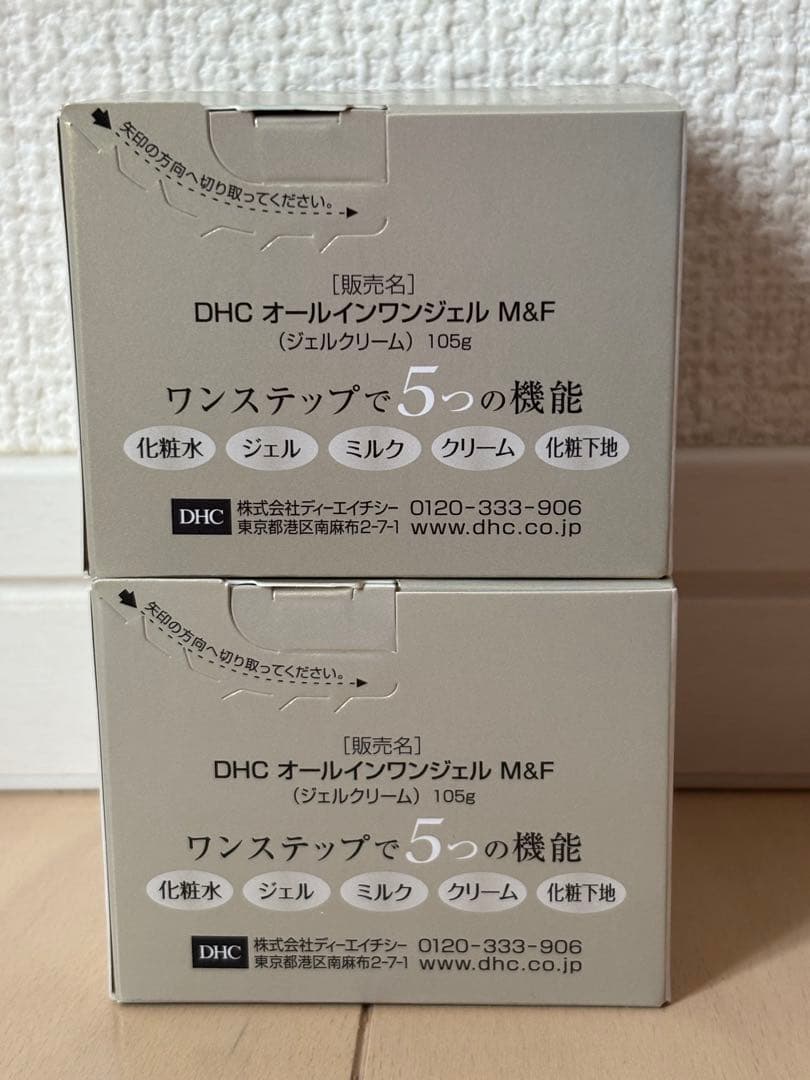 矢印の方向へ切り取ってください。
[販売名]
DHC オールインワンジェル M&F
(ジェルクリーム) 105g
ワンステップで5つの機能
化粧水 ジェル ミルク クリーム 化粧下地
DHC 株式会社ディーエイチシー 0120-333-906
東京都港区南麻布2-7-1 www.dhc.co.jp
矢印の方向へ切り取ってください。
[販売名]
DHC オールインワンジェル M&F
(ジェルクリーム) 105g
ワンステップで5つの機能
化粧水 ジェル ミルク クリーム 化粧下地
DHC 株式会社ディーエイチシー 0120-333-906
東京都港区南麻布2-7-1 www.dhc.co.jp